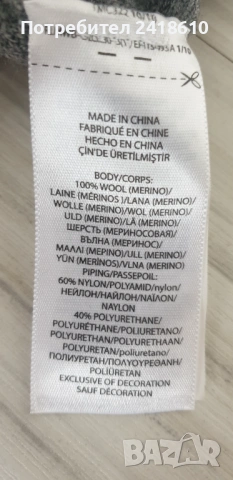 Потребител 2418610
MADE IN CHINA
FABRIQUÉ EN CHINE
HECHO EN CHINA
ÇİN'DE ÜRETİLMİŞTİR
BODY/CORPS:
100% WOOL (MERINO)/
LAINE (MÉRINOS )/LANA (MERINO)/
WOLLE (MERINO)/WOL (MERINO)/
ULD (MERINO)/LÃ (MERINO)/
ШЕРСТЬ (МЕРИНОСОВАЯ)/
ВЪЛНА (МЕРИНОС)/
ΜΑΛΛΙ (ΜΕΡΙ)/ULL (MERINO)/
YÜN (MERİNOS)/VLNA (MERINO)
PIPING/PASSEPOIL:
60% NYLON/POLYAMID/nylon/
НЕЙЛОН/НАЙЛОН/ΝΑΪΛΟΝ/
NAYLON
40% POLYURETHANE/
POLYURÉTHANE/POLIURETANO/
POLYURETHAN/POLYURETHAAN/
POLYURETAN/poliuretano/
ПОЛИУРЕТАН/ΠΟΛΥΟΥΡΕΘΑΝΗ/
POLİÜRETAN
EXCLUSIVE OF DECORATION
SAUF DÉCORATION
bazar